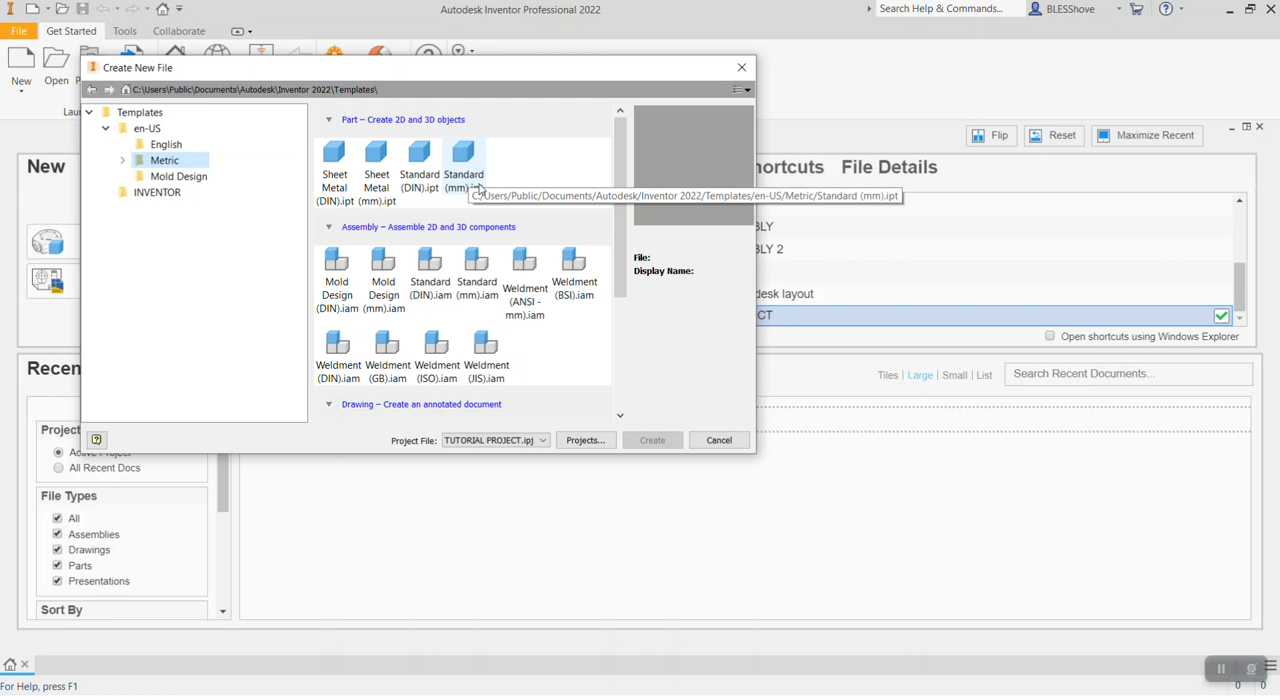 Autodesk Inventor Professional 2022
Search Help & Commands...
BLESShove
File
Get Started
Tools
Collaborate
New
Open
Create New File
C:\Users\Public\Documents\Autodesk\Inventor 2022\Templates\
Templates
en-US
English
Metric
Mold Design
INVENTOR
Part – Create 2D and 3D objects
Sheet Metal (DIN).ipt
Sheet Metal (mm).ipt
Standard (DIN).ipt
Standard
C:/Users/Public/Documents/Autodesk/Inventor 2022/Templates/en-US/Metric/Standard (mm).ipt
Assembly – Assemble 2D and 3D components
Mold Design (DIN).iam
Mold Design (mm).iam
Standard (DIN).iam
Standard (mm).iam
Weldment (ANSI - mm).iam
Weldment (BSI).iam
Weldment (DIN).iam
Weldment (GB).iam
Weldment (ISO).iam
Weldment (JIS).iam
Drawing – Create an annotated document
File:
Display Name:
Project File:
TUTORIAL PROJECT.ipj
Projects...
Create
Cancel
Flip
Reset
Maximize Recent
New
File Details
2
layout
Open shortcuts using Windows Explorer
Tiles | Large | Small | List
Search Recent Documents...
All Recent Docs
File Types
All
Assemblies
Drawings
Parts
Presentations
Sort By
For Help, press F1
0 0